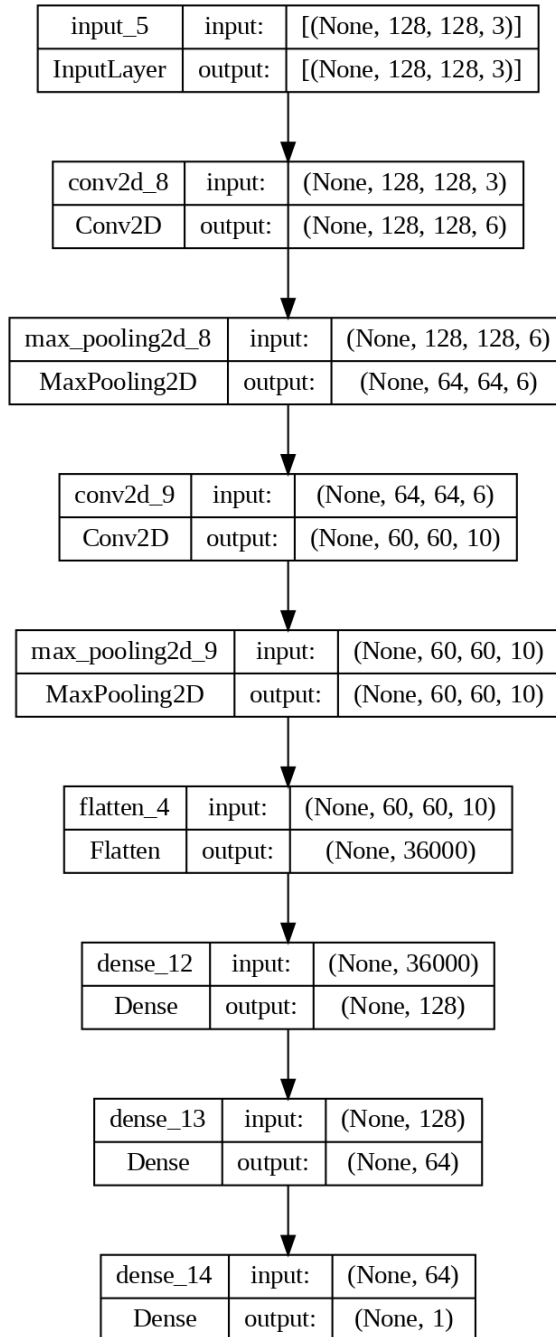 input_5 input: [(None, 128, 128, 3)]
InputLayer output: [(None, 128, 128, 3)]
conv2d_8 input: (None, 128, 128, 3)
Conv2D output: (None, 128, 128, 6)
max_pooling2d_8 input: (None, 128, 128, 6)
MaxPooling2D output: (None, 64, 64, 6)
conv2d_9 input: (None, 64, 64, 6)
Conv2D output: (None, 60, 60, 10)
max_pooling2d_9 input: (None, 60, 60, 10)
MaxPooling2D output: (None, 60, 60, 10)
flatten_4 input: (None, 60, 60, 10)
Flatten output: (None, 36000)
dense_12 input: (None, 36000)
Dense output: (None, 128)
dense_13 input: (None, 128)
Dense output: (None, 64)
dense_14 input: (None, 64)
Dense output: (None, 1)